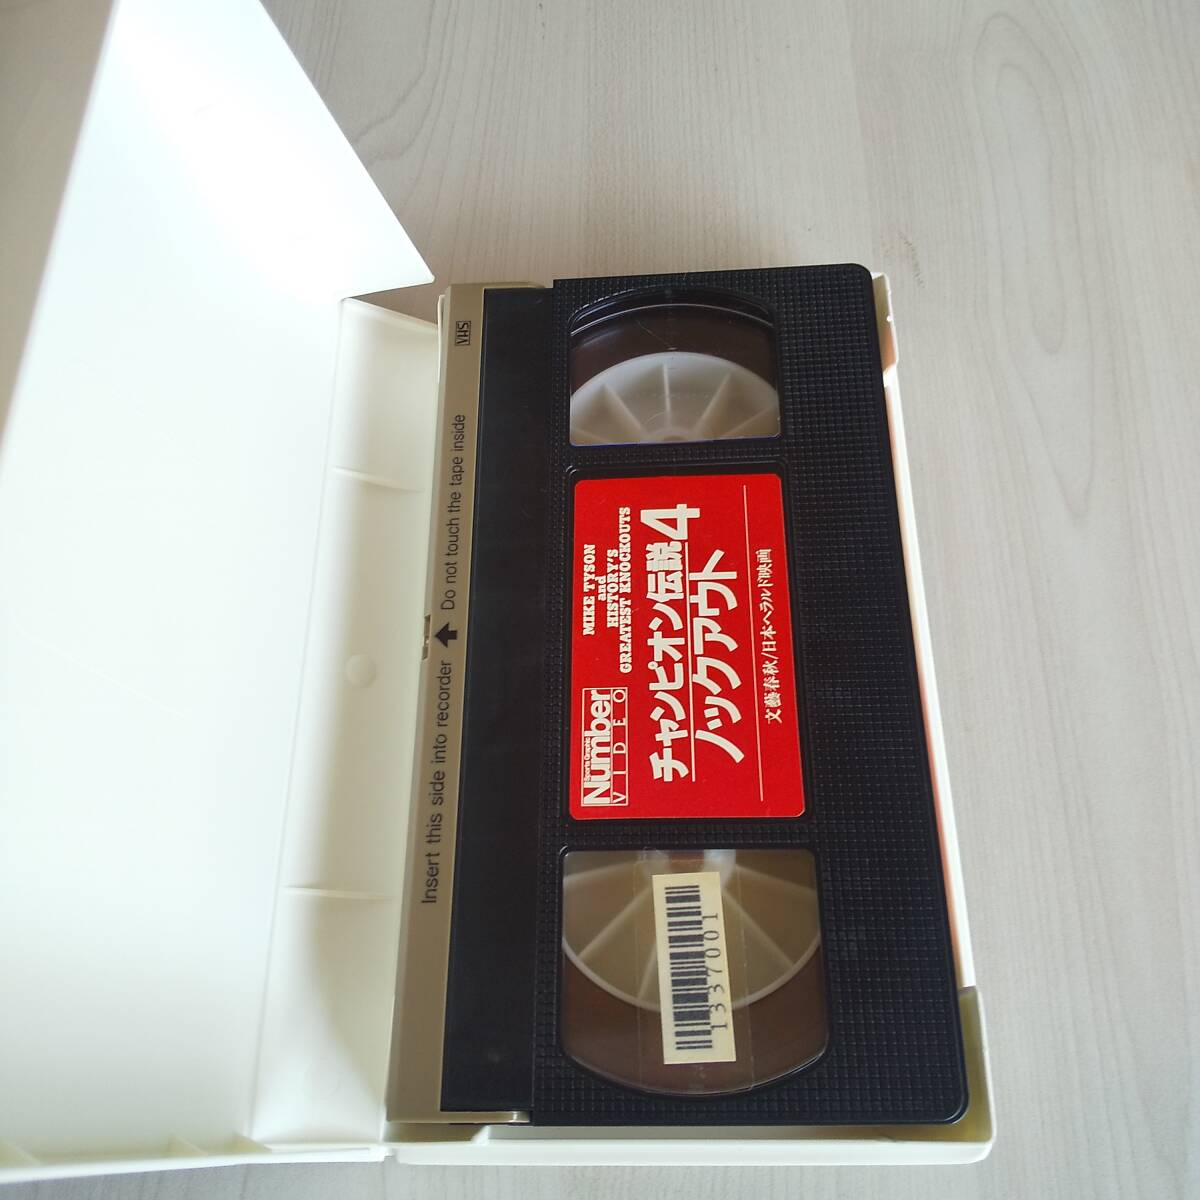 VHS
Insert this side into recorder ↑ Do not touch the tape inside
Sports Graphic
Number
VIDEO
MIKE TYSON
and
HISTORY'S
GREATEST KNOCKOUTS
チャンピオン伝説4
ノックアウト
文藝春秋/日本ヘラルド映画
1337001